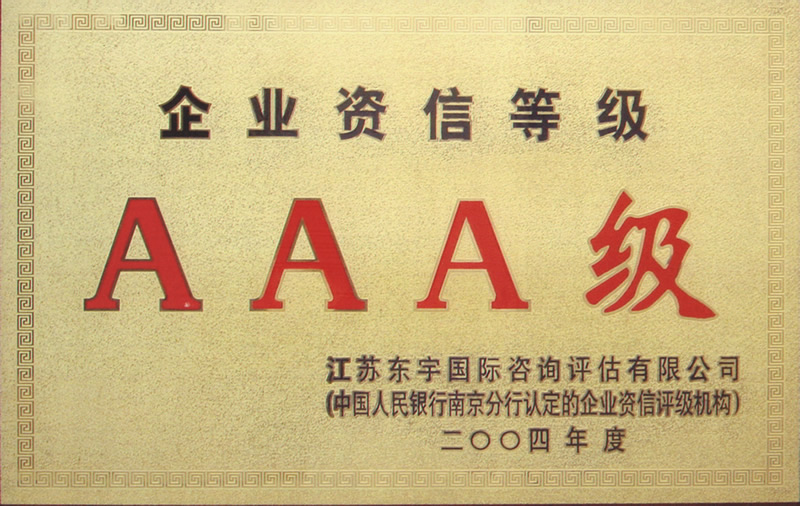 企业资信等级
AAA级
江苏东宇国际咨询评估有限公司
(中国人民银行南京分行认定的企业资信评级机构)
二〇〇四年度